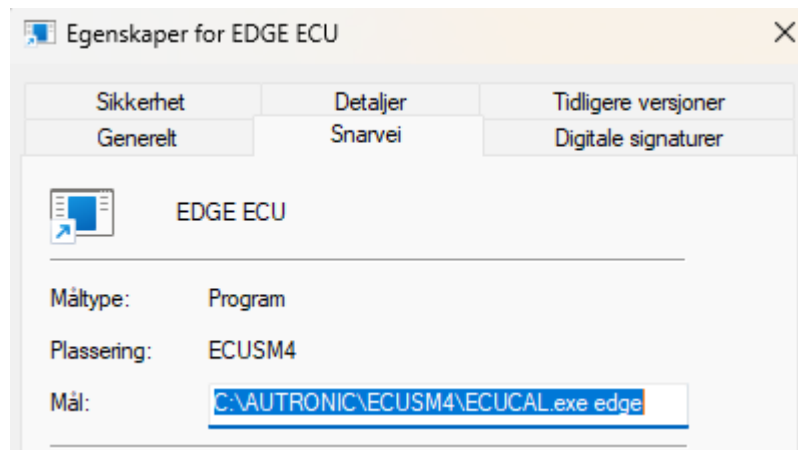 Egenskaper for EDGE ECU
Sikkerhet Detaljer Tidligere versjoner
Generelt Snarvei Digitale signaturer
EDGE ECU
Måltype: Program
Plassering: ECUSM4
Mål: C:\AUTRONIC\ECUSM4\ECUCAL.exe edge